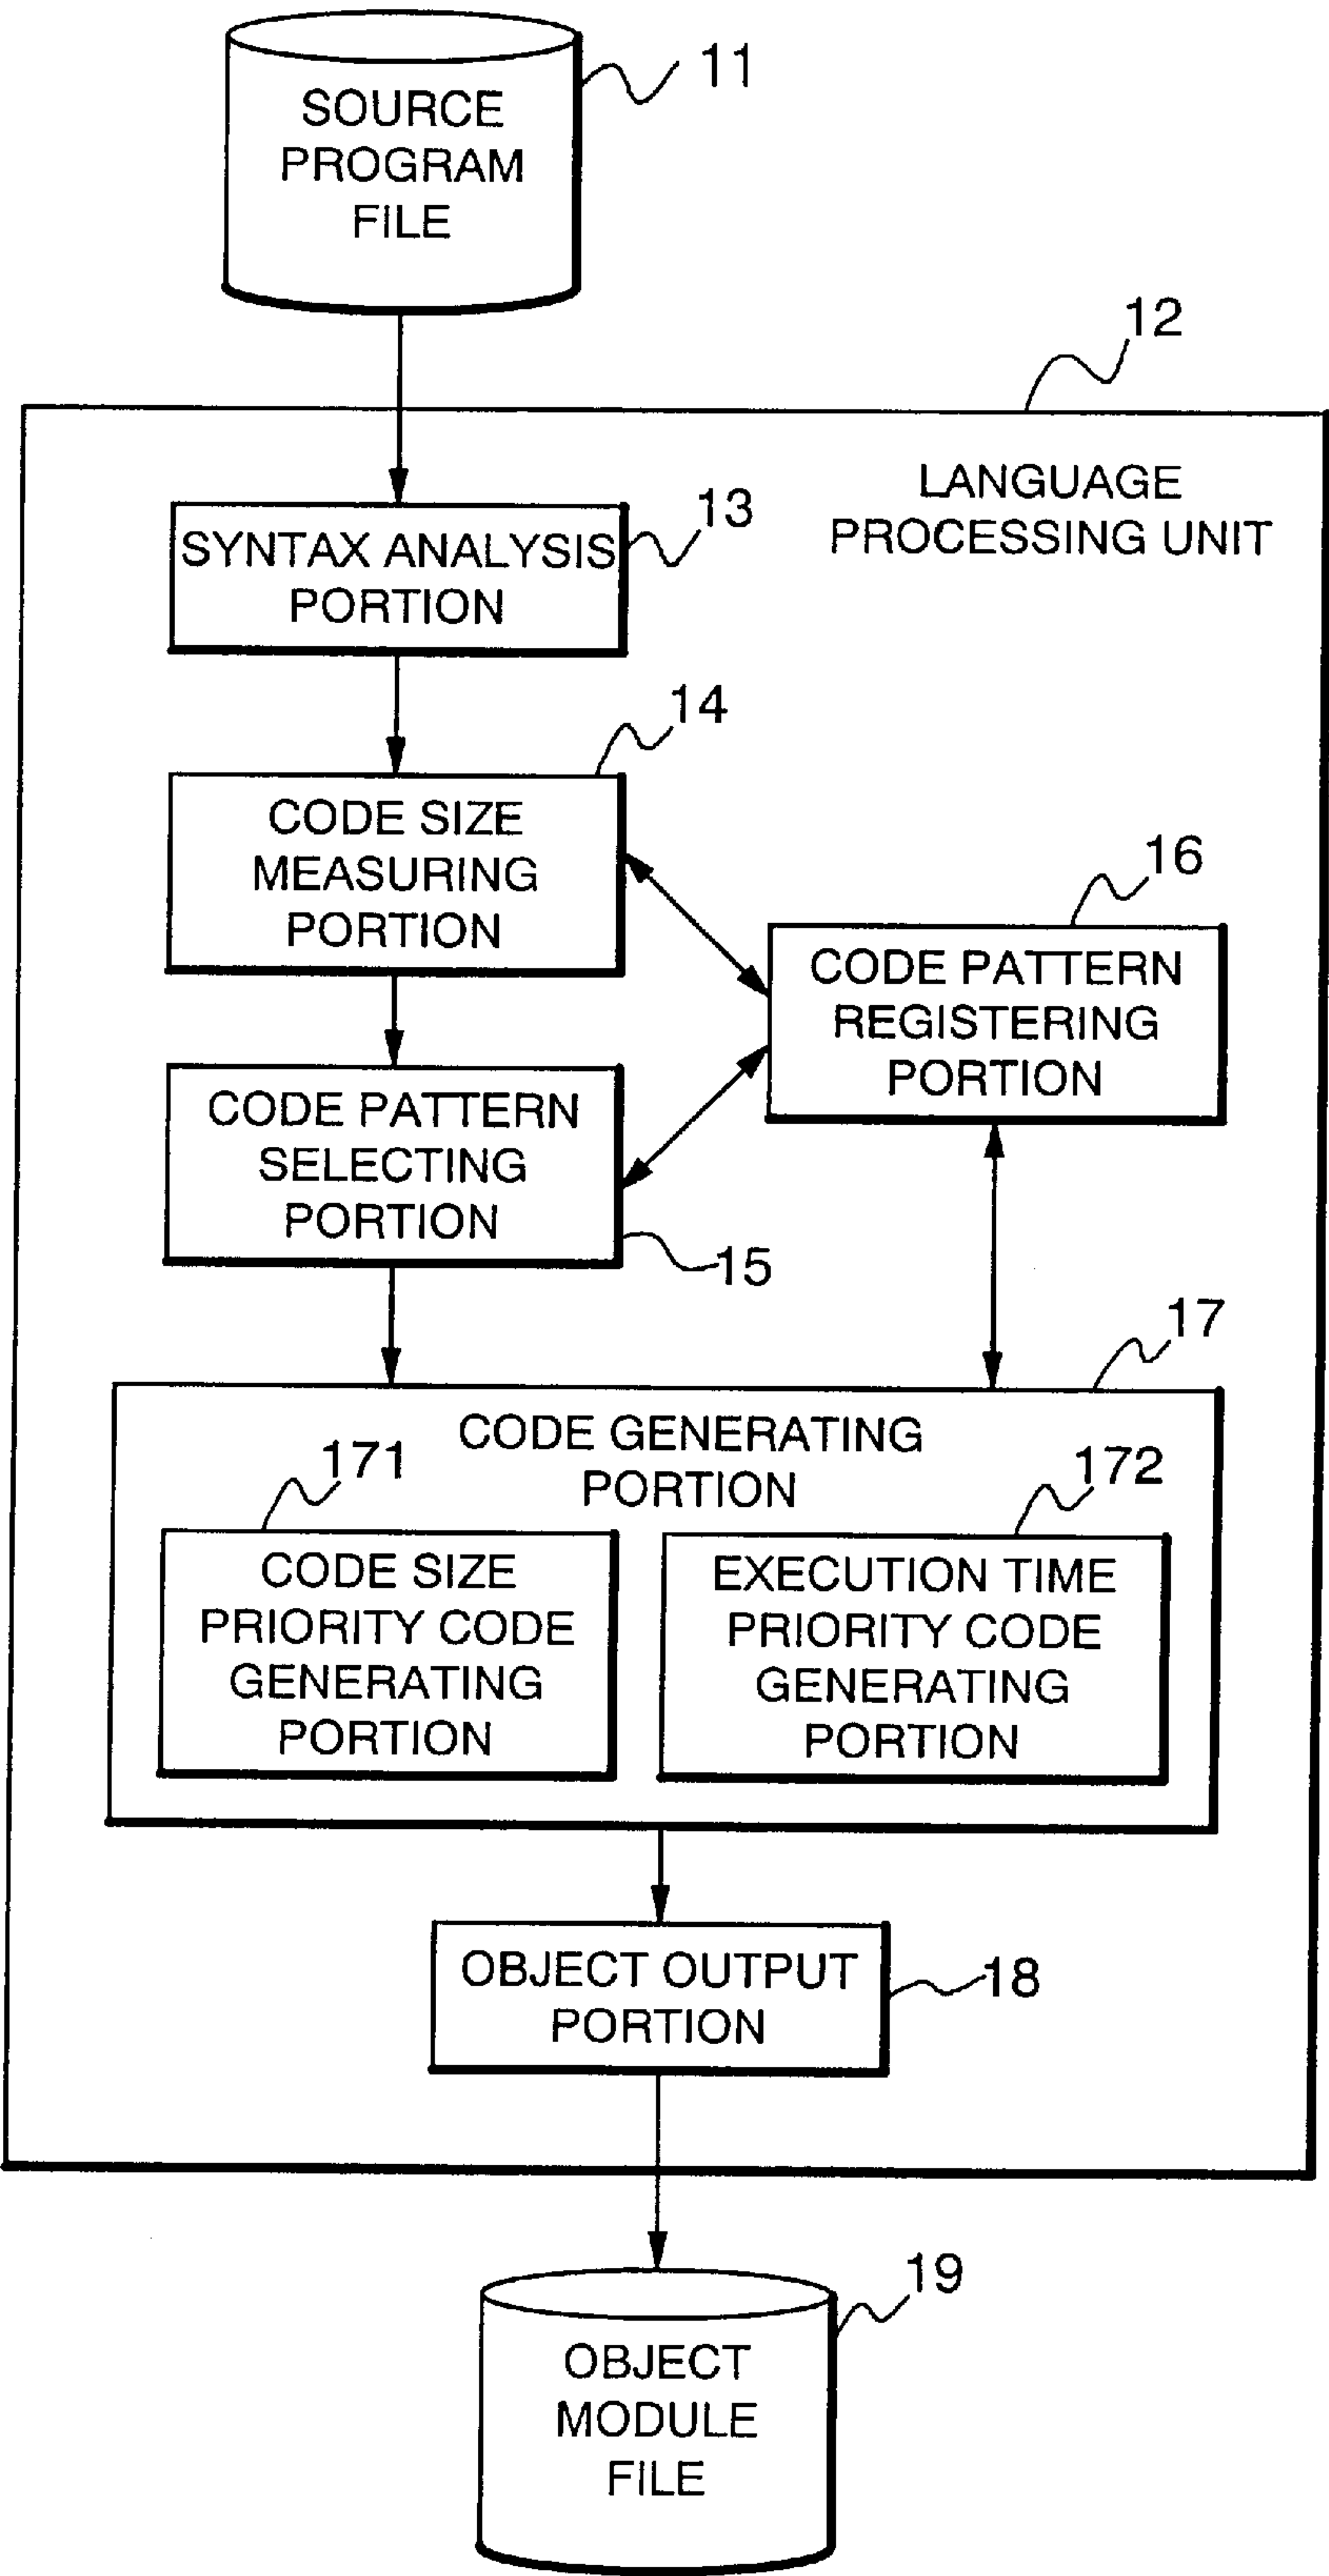 11
SOURCE
PROGRAM
FILE
12
LANGUAGE
PROCESSING UNIT
13
SYNTAX ANALYSIS
PORTION
14
CODE SIZE
MEASURING
PORTION
16
CODE PATTERN
REGISTERING
PORTION
CODE PATTERN
SELECTING
PORTION
15
17
CODE GENERATING
PORTION
171
172
CODE SIZE
PRIORITY CODE
GENERATING
PORTION
EXECUTION TIME
PRIORITY CODE
GENERATING
PORTION
OBJECT OUTPUT
PORTION
18
19
OBJECT
MODULE
FILE